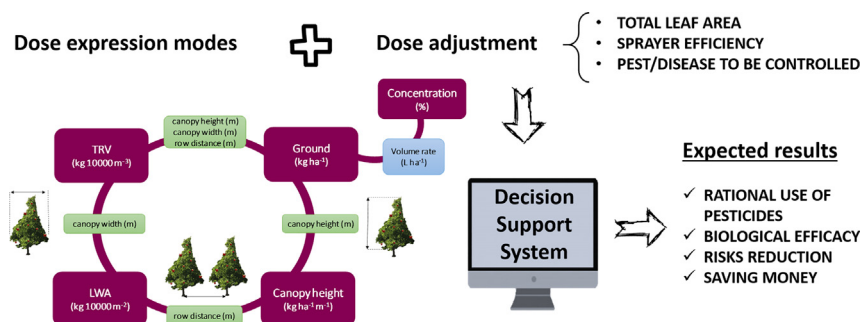 Dose expression modes
Dose adjustment
• TOTAL LEAF AREA
• SPRAYER EFFICIENCY
• PEST/DISEASE TO BE CONTROLLED
Concentration
(%)
canopy height (m)
canopy width (m)
row distance (m)
TRV
(kg 10000 m⁻³)
Ground
(kg ha⁻¹)
Volume rate
(L ha⁻¹)
canopy width (m)
canopy height (m)
LWA
(kg 10000 m⁻²)
Canopy height
(kg ha⁻¹ m⁻¹)
row distance (m)
Decision
Support
System
Expected results
✓ RATIONAL USE OF
PESTICIDES
✓ BIOLOGICAL EFFICACY
✓ RISKS REDUCTION
✓ SAVING MONEY